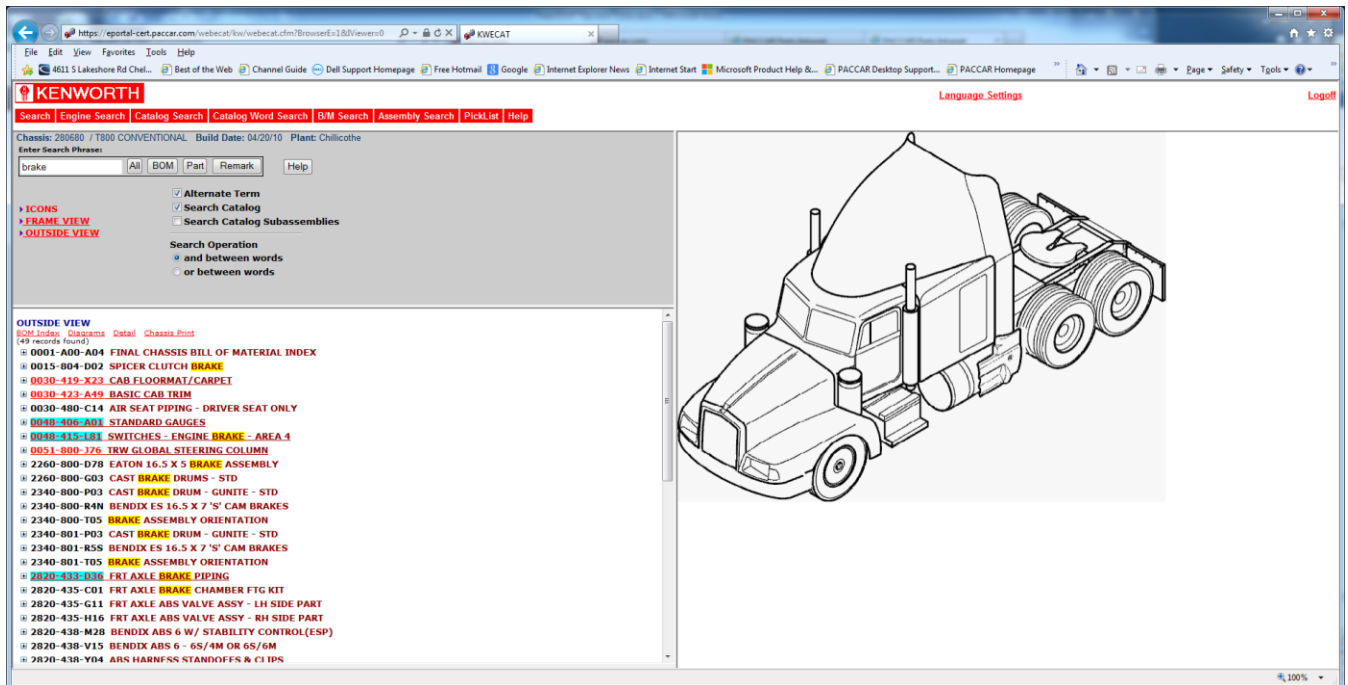 https://eportal-cert.paccar.com/webecat/kw/webecat.cfm?BrowserE=1&IViewer=0
KWECAT
File Edit View Favorites Tools Help
4611 S Lakeshore Rd Chel... Best of the Web Channel Guide Dell Support Homepage Free Hotmail Google Internet Explorer News Internet Start Microsoft Product Help &... PACCAR Desktop Support... PACCAR Homepage Page Safety Tools
KENWORTH
Language Settings Logoff
Search Engine Search Catalog Search Catalog Word Search B/M Search Assembly Search PickList Help
Chassis: 280680 / T800 CONVENTIONAL Build Date: 04/20/10 Plant: Chillicothe
Enter Search Phrase:
brake All BOM Part Remark Help
Alternate Term
ICONS Search Catalog
FRAME VIEW Search Catalog Subassemblies
OUTSIDE VIEW
Search Operation
and between words
or between words
OUTSIDE VIEW
BOM Index Diagrams Detail Chassis Print
(49 records found)
0001-A00-A04 FINAL CHASSIS BILL OF MATERIAL INDEX
0015-804-D02 SPICER CLUTCH BRAKE
0030-419-X23 CAB FLOORMAT/CARPET
0030-423-A49 BASIC CAB TRIM
0030-480-C14 AIR SEAT PIPING - DRIVER SEAT ONLY
0048-406-A01 STANDARD GAUGES
0048-415-L81 SWITCHES - ENGINE BRAKE - AREA 4
0051-800-J76 TRW GLOBAL STEERING COLUMN
2260-800-D78 EATON 16.5 X 5 BRAKE ASSEMBLY
2260-800-G03 CAST BRAKE DRUMS - STD
2340-800-P03 CAST BRAKE DRUM - GUNITE - STD
2340-800-R4N BENDIX ES 16.5 X 7 'S' CAM BRAKES
2340-800-T05 BRAKE ASSEMBLY ORIENTATION
2340-801-P03 CAST BRAKE DRUM - GUNITE - STD
2340-801-R5S BENDIX ES 16.5 X 7 'S' CAM BRAKES
2340-801-T05 BRAKE ASSEMBLY ORIENTATION
2820-433-D36 FRT AXLE BRAKE PIPING
2820-435-C01 FRT AXLE BRAKE CHAMBER FTG KIT
2820-435-G11 FRT AXLE ABS VALVE ASSY - LH SIDE PART
2820-435-H16 FRT AXLE ABS VALVE ASSY - RH SIDE PART
2820-438-M28 BENDIX ABS 6 W/ STABILITY CONTROL(ESP)
2820-438-V15 BENDIX ABS 6 - 6S/4M OR 6S/6M
2820-438-Y04 ABS HARNESS STANDOFFS & CLIPS
100%